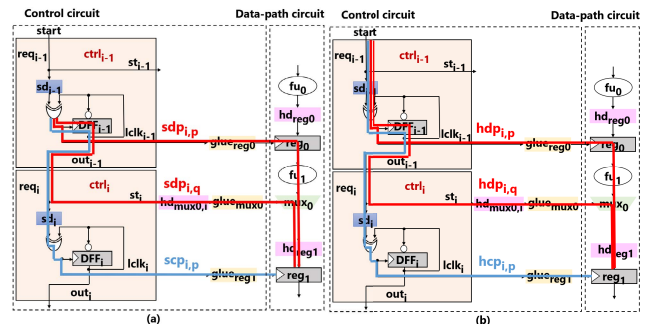 Control circuit
Data-path circuit
start
req_{i-1}
ctrl_{i-1}
st_{i-1}
sd_{i-1}
fu_0
hd_{reg0}
DFF_{i-1}
lclk_{i-1}
sdp_{i,p}
glue_{reg0}
reg_0
out_{i-1}
req_i
ctrl_i
sdp_{i,q}
fu_1
st_i
hd_{mux0,i}
glue_{mux0}
mux_0
sd_i
hd_{reg1}
DFF_i
lclk_i
scp_{i,p}
glue_{reg1}
reg_1
out_i
(a)
Control circuit
Data-path circuit
start
req_{i-1}
ctrl_{i-1}
st_{i-1}
sd_{i-1}
fu_0
hd_{reg0}
DFF_{i-1}
lclk_{i-1}
hdp_{i,p}
glue_{reg0}
reg_0
out_{i-1}
req_i
ctrl_i
hdp_{i,q}
fu_1
st_i
hd_{mux0,i}
glue_{mux0}
mux_0
sd_i
hd_{reg1}
DFF_i
lclk_i
hcp_{i,p}
glue_{reg1}
reg_1
out_i
(b)